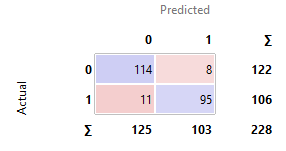 Predicted
0 1 ∑
0 114 8 122
Actual
1 11 95 106
∑ 125 103 228